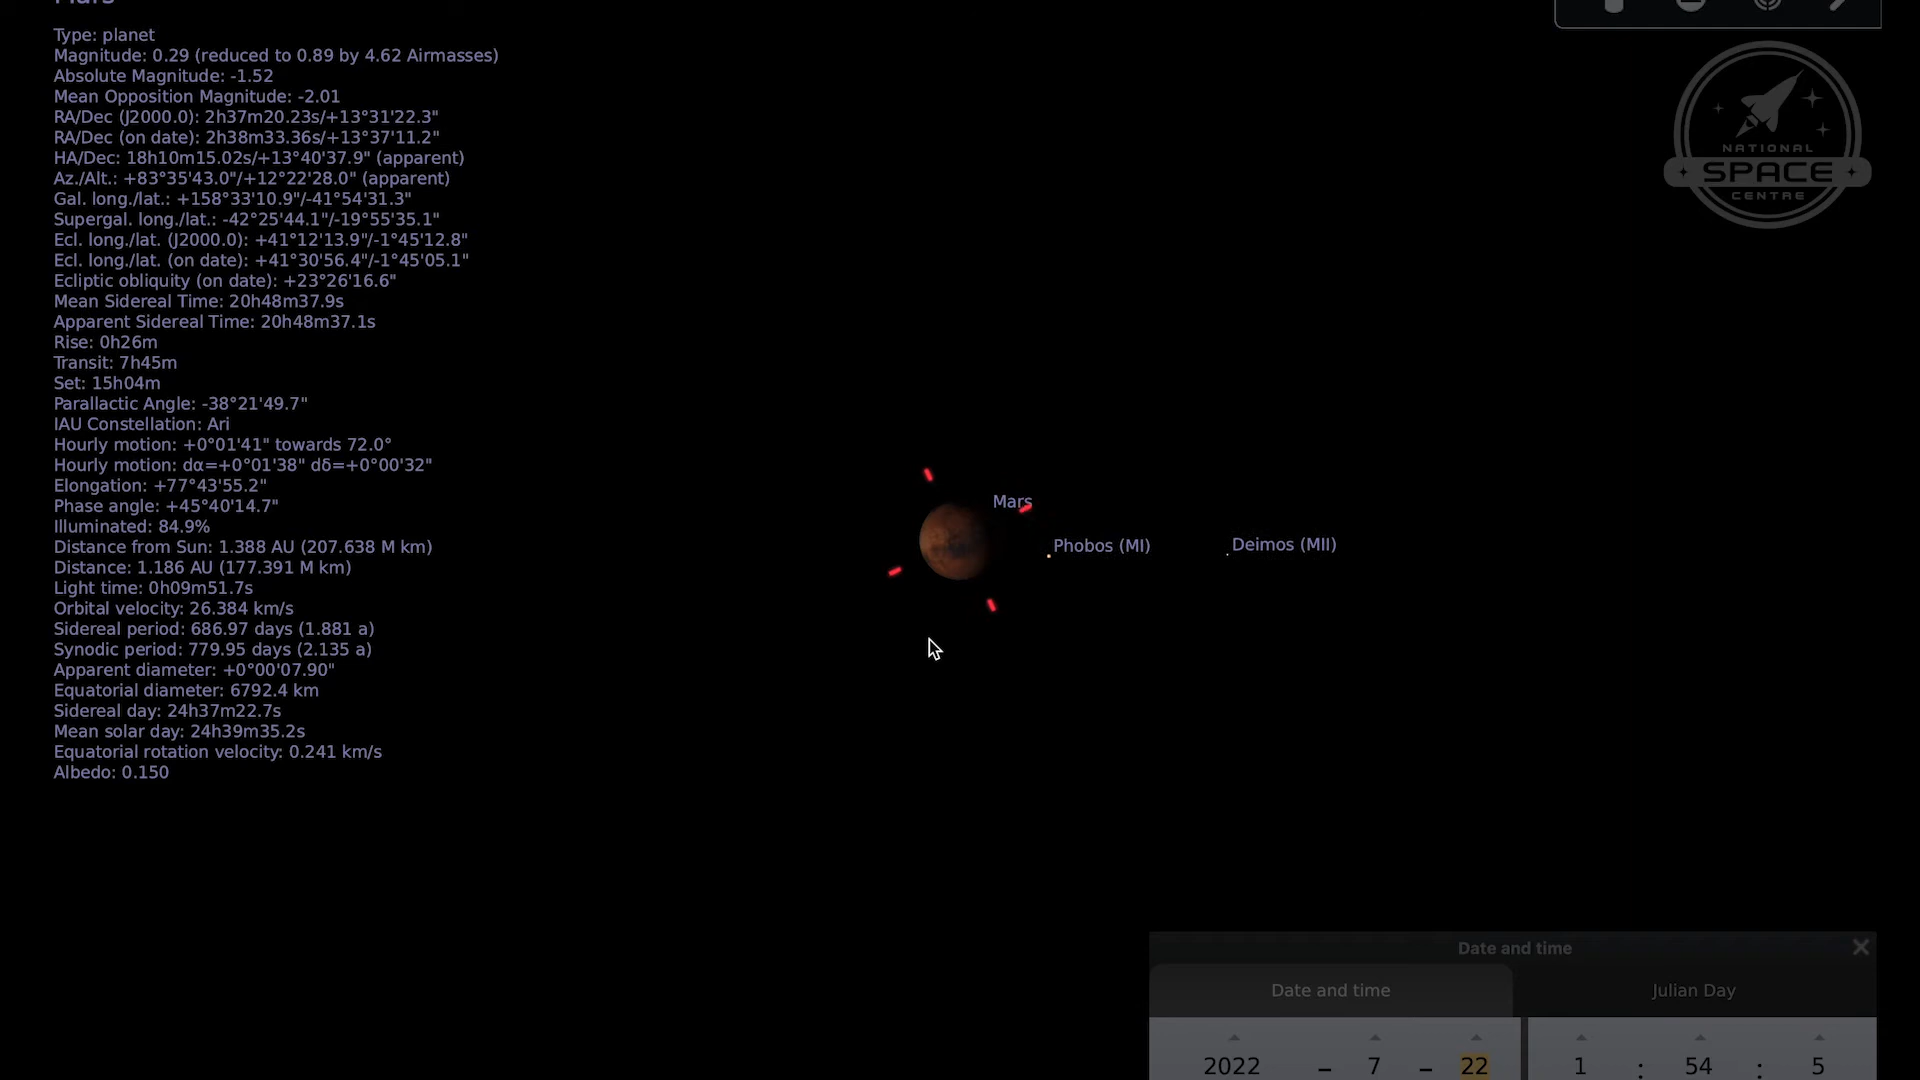 Mars
Type: planet
Magnitude: 0.29 (reduced to 0.89 by 4.62 Airmasses)
Absolute Magnitude: -1.52
Mean Opposition Magnitude: -2.01
RA/Dec (J2000.0): 2h37m20.23s/+13°31'22.3"
RA/Dec (on date): 2h38m33.36s/+13°37'11.2"
HA/Dec: 18h10m15.02s/+13°40'37.9" (apparent)
Az./Alt.: +83°35'43.0"/+12°22'28.0" (apparent)
Gal. long./lat.: +158°33'10.9"/-41°54'31.3"
Supergal. long./lat.: -42°25'44.1"/-19°55'35.1"
Ecl. long./lat. (J2000.0): +41°12'13.9"/-1°45'12.8"
Ecl. long./lat. (on date): +41°30'56.4"/-1°45'05.1"
Ecliptic obliquity (on date): +23°26'16.6"
Mean Sidereal Time: 20h48m37.9s
Apparent Sidereal Time: 20h48m37.1s
Rise: 0h26m
Transit: 7h45m
Set: 15h04m
Parallactic Angle: -38°21'49.7"
IAU Constellation: Ari
Hourly motion: +0°01'41" towards 72.0°
Hourly motion: dα=+0°01'38" dδ=+0°00'32"
Elongation: +77°43'55.2"
Phase angle: +45°40'14.7"
Illuminated: 84.9%
Distance from Sun: 1.388 AU (207.638 M km)
Distance: 1.186 AU (177.391 M km)
Light time: 0h09m51.7s
Orbital velocity: 26.384 km/s
Sidereal period: 686.97 days (1.881 a)
Synodic period: 779.95 days (2.135 a)
Apparent diameter: +0°00'07.90"
Equatorial diameter: 6792.4 km
Sidereal day: 24h37m22.7s
Mean solar day: 24h39m35.2s
Equatorial rotation velocity: 0.241 km/s
Albedo: 0.150
NATIONAL
SPACE
CENTRE
Mars
Phobos (MI)
Deimos (MII)
Date and time
Date and time
Julian Day
2022 – 7 – 22
1 : 54 : 5